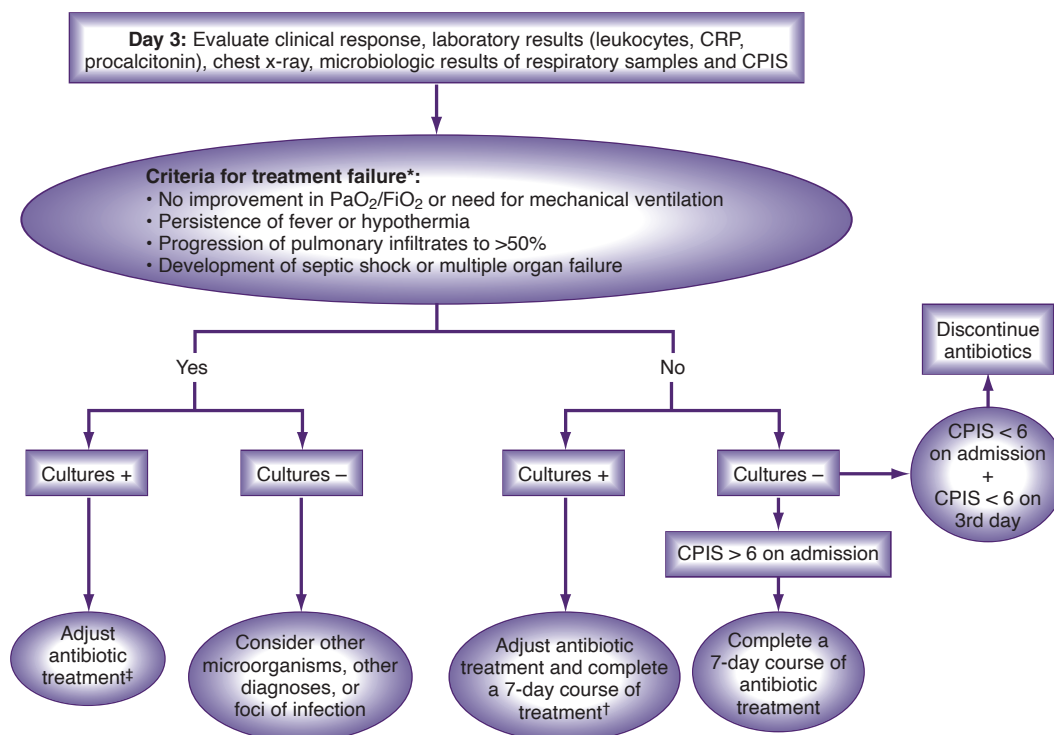 Day 3: Evaluate clinical response, laboratory results (leukocytes, CRP,
procalcitonin), chest x-ray, microbiologic results of respiratory samples and CPIS
Criteria for treatment failure*:
• No improvement in PaO₂/FiO₂ or need for mechanical ventilation
• Persistence of fever or hypothermia
• Progression of pulmonary infiltrates to >50%
• Development of septic shock or multiple organ failure
Yes
No
Discontinue
antibiotics
Cultures +
Cultures –
Cultures +
Cultures –
CPIS < 6
on admission
+
CPIS < 6 on
3rd day
CPIS > 6 on admission
Adjust
antibiotic
treatment‡
Consider other
microorganisms, other
diagnoses, or
foci of infection
Adjust antibiotic
treatment and complete
a 7-day course of
treatment†
Complete a
7-day course of
antibiotic
treatment